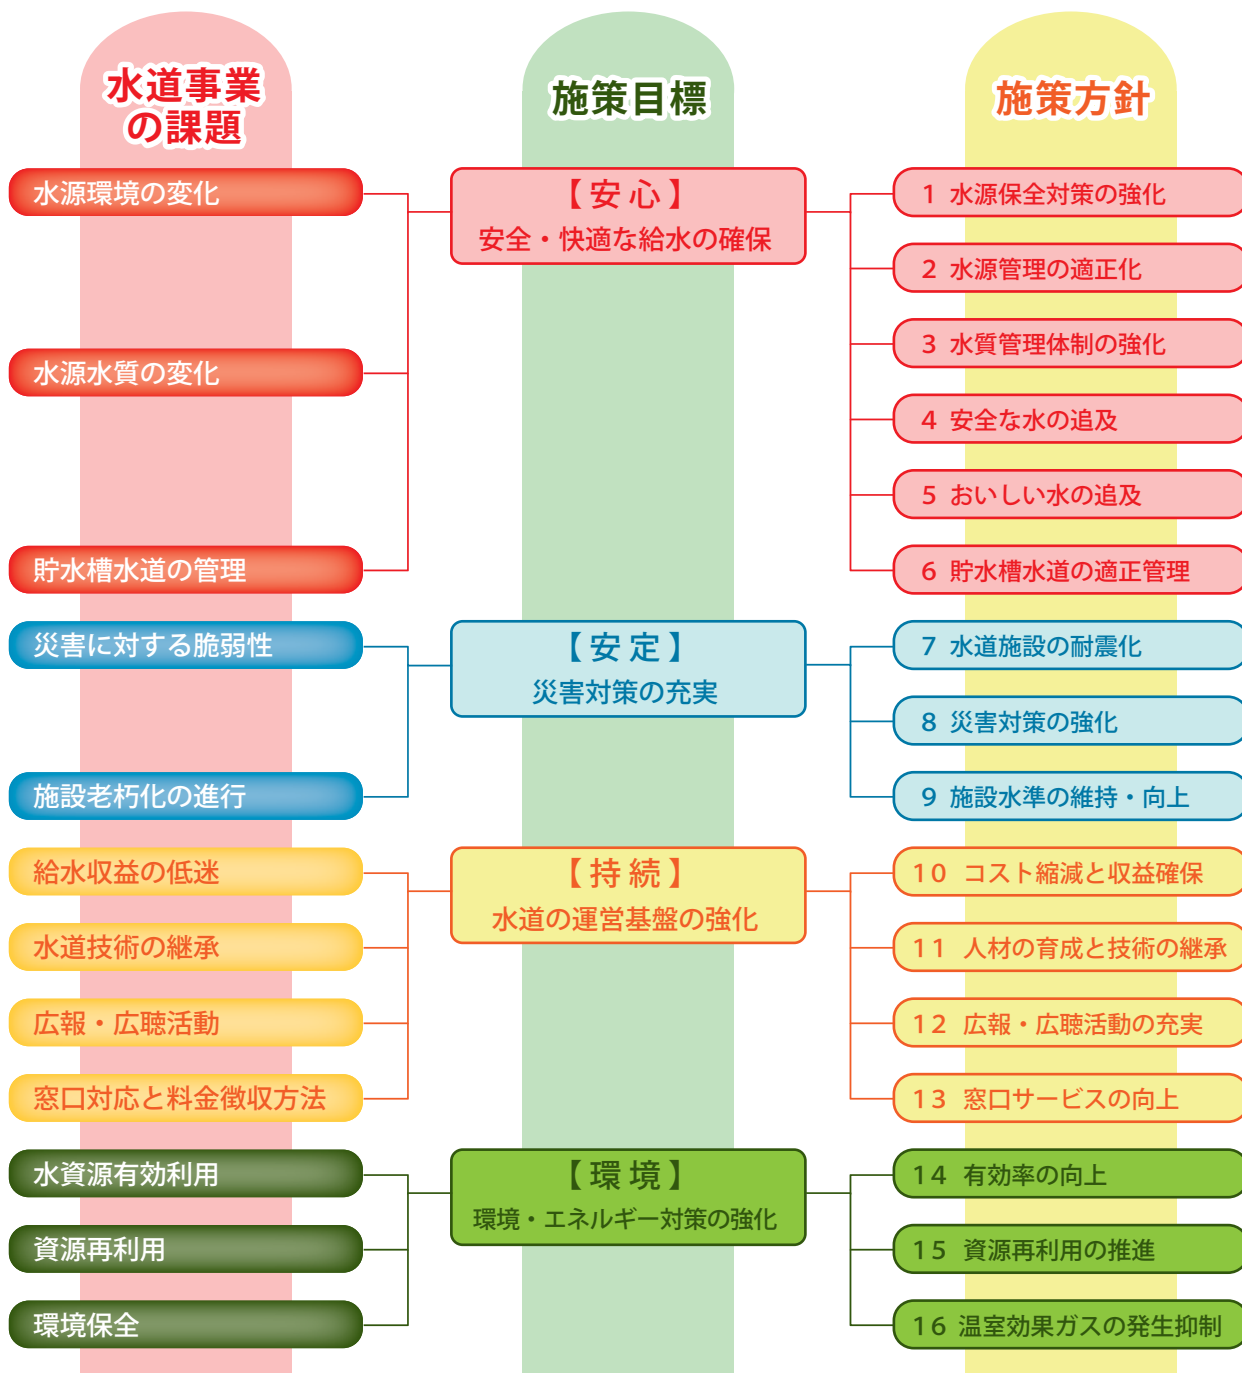 水道事業
の課題
施策目標
施策方針
水源環境の変化
水源水質の変化
貯水槽水道の管理
【安心】
安全・快適な給水の確保
1 水源保全対策の強化
2 水源管理の適正化
3 水質管理体制の強化
4 安全な水の追及
5 おいしい水の追及
6 貯水槽水道の適正管理
災害に対する脆弱性
施設老朽化の進行
【安定】
災害対策の充実
7 水道施設の耐震化
8 災害対策の強化
9 施設水準の維持・向上
給水収益の低迷
水道技術の継承
広報・広聴活動
窓口対応と料金徴収方法
【持続】
水道の運営基盤の強化
10 コスト縮減と収益確保
11 人材の育成と技術の継承
12 広報・広聴活動の充実
13 窓口サービスの向上
水資源有効利用
資源再利用
環境保全
【環境】
環境・エネルギー対策の強化
14 有効率の向上
15 資源再利用の推進
16 温室効果ガスの発生抑制